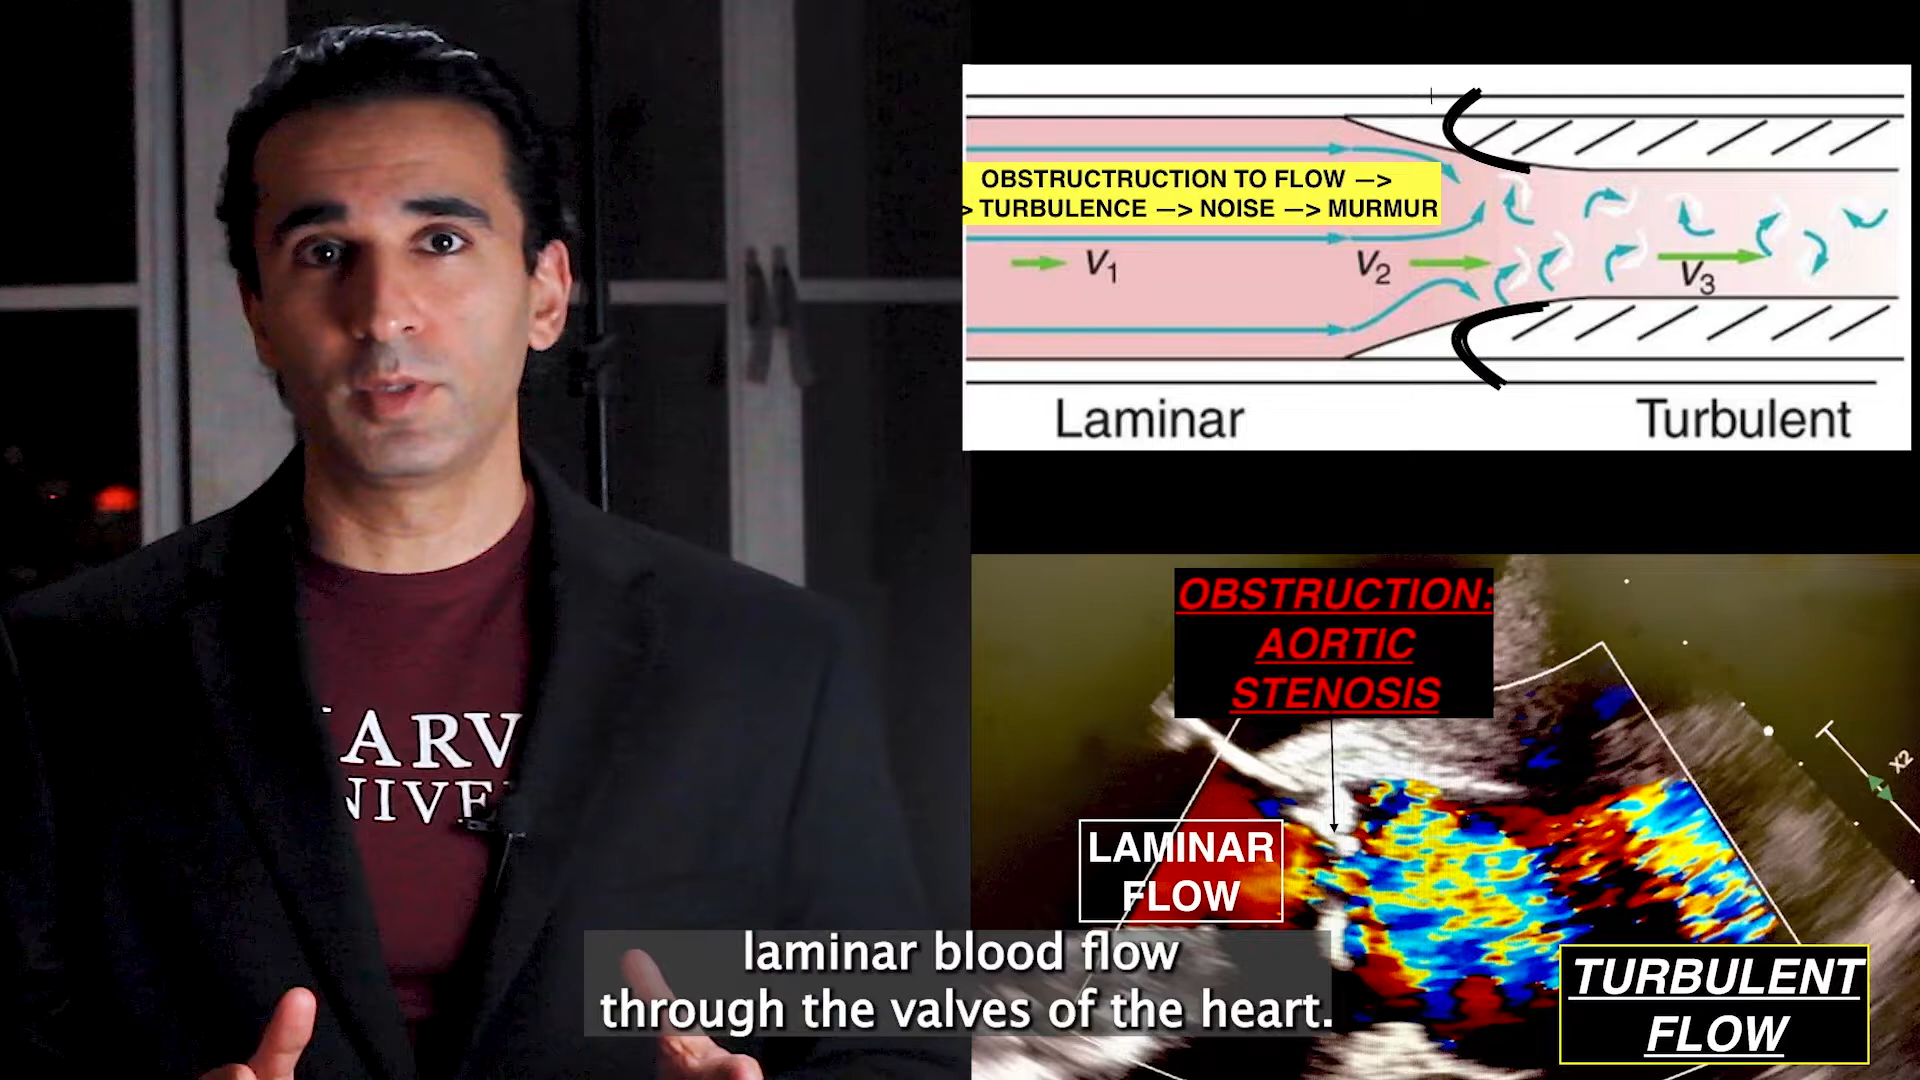 OBSTRUCTRUCTION TO FLOW —>
> TURBULENCE —> NOISE —> MURMUR
V1
V2
V3
Laminar
Turbulent
OBSTRUCTION:
AORTIC
STENOSIS
LAMINAR
FLOW
X2
TURBULENT
FLOW
ARV
NIVE
laminar blood flow
through the valves of the heart.